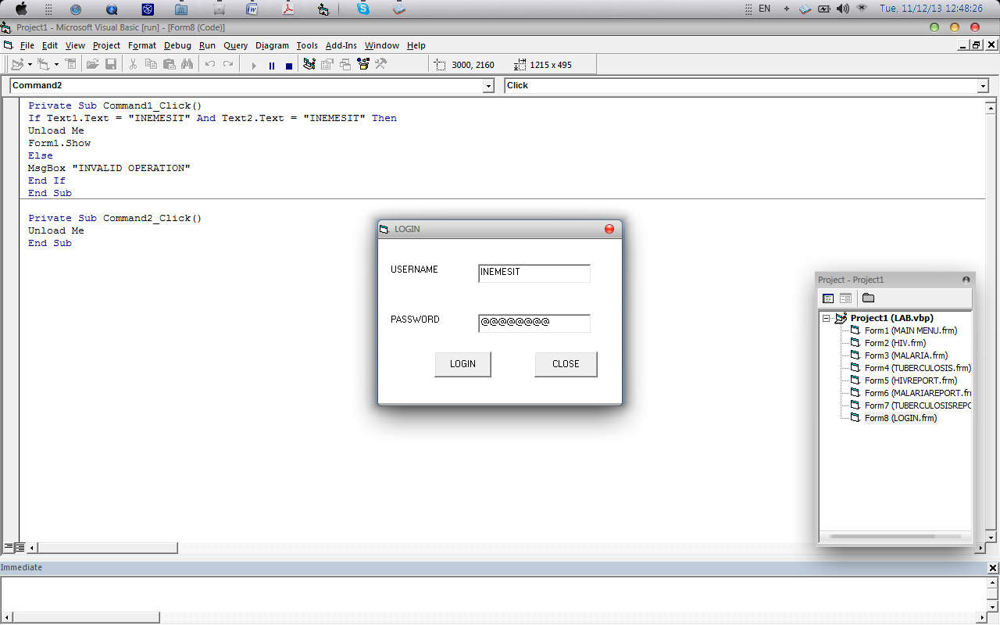 EN Tue, 11/12/13 12:48:26
Project1 - Microsoft Visual Basic [run] - [Form8 (Code)]
File Edit View Project Format Debug Run Query Diagram Tools Add-Ins Window Help
3000, 2160 1215 x 495
Command2 Click
Private Sub Command1_Click()
If Text1.Text = "INEMESIT" And Text2.Text = "INEMESIT" Then
Unload Me
Form1.Show
Else
MsgBox "INVALID OPERATION"
End If
End Sub
Private Sub Command2_Click()
Unload Me
End Sub
LOGIN
USERNAME INEMESIT
PASSWORD @@@@@@@@
LOGIN CLOSE
Project - Project1
Project1 (LAB.vbp)
Form1 (MAIN MENU.frm)
Form2 (HIV.frm)
Form3 (MALARIA.frm)
Form4 (TUBERCULOSIS.frm)
Form5 (HIVREPORT.frm)
Form6 (MALARIAREPORT.frm
Form7 (TUBERCULOSISREPO
Form8 (LOGIN.frm)
Immediate